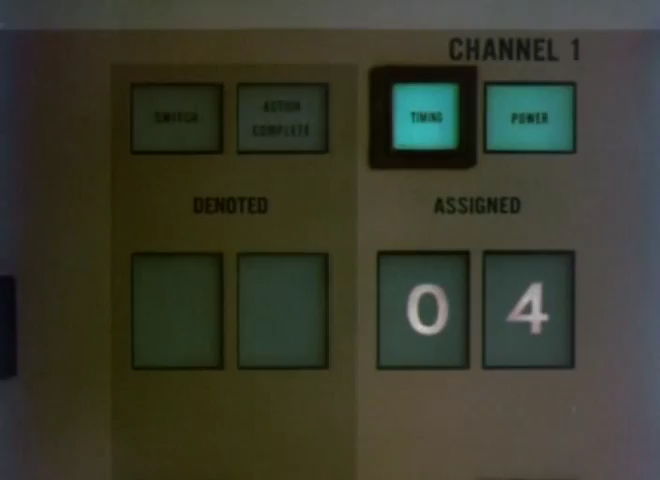 CHANNEL 1
SWITCH
ACTION
COMPLETE
TIMING
POWER
DENOTED
ASSIGNED
0 4